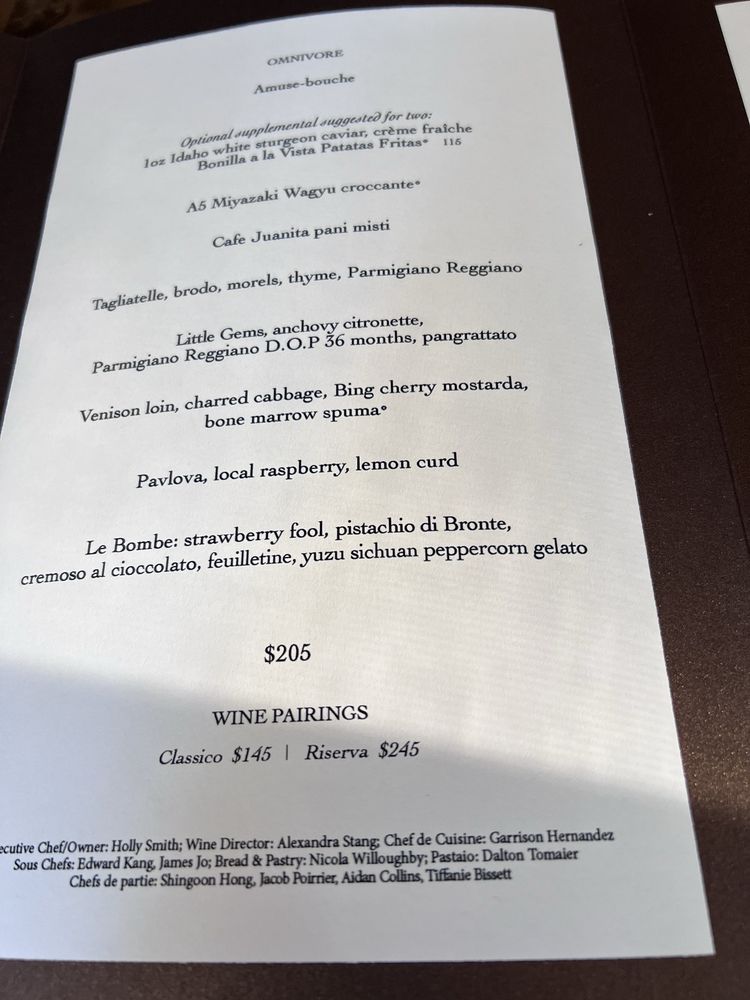 OMNIVORE
Amuse-bouche
Optional supplemental suggested for two:
1oz Idaho white sturgeon caviar, crème fraîche
Bonilla a la Vista Patatas Fritas* 115
A5 Miyazaki Wagyu croccante*
Cafe Juanita pani misti
Tagliatelle, brodo, morels, thyme, Parmigiano Reggiano
Little Gems, anchovy citronette,
Parmigiano Reggiano D.O.P 36 months, pangrattato
Venison loin, charred cabbage, Bing cherry mostarda,
bone marrow spuma*
Pavlova, local raspberry, lemon curd
Le Bombe: strawberry fool, pistachio di Bronte,
cremoso al cioccolato, feuilletine, yuzu sichuan peppercorn gelato
$205
WINE PAIRINGS
Classico $145 | Riserva $245
ecutive Chef/Owner: Holly Smith; Wine Director: Alexandra Stang; Chef de Cuisine: Garrison Hernandez
Sous Chefs: Edward Kang, James Jo; Bread & Pastry: Nicola Willoughby; Pastaio: Dalton Tomaier
Chefs de partie: Shingoon Hong, Jacob Poirrier, Aidan Collins, Tiffanie Bissett